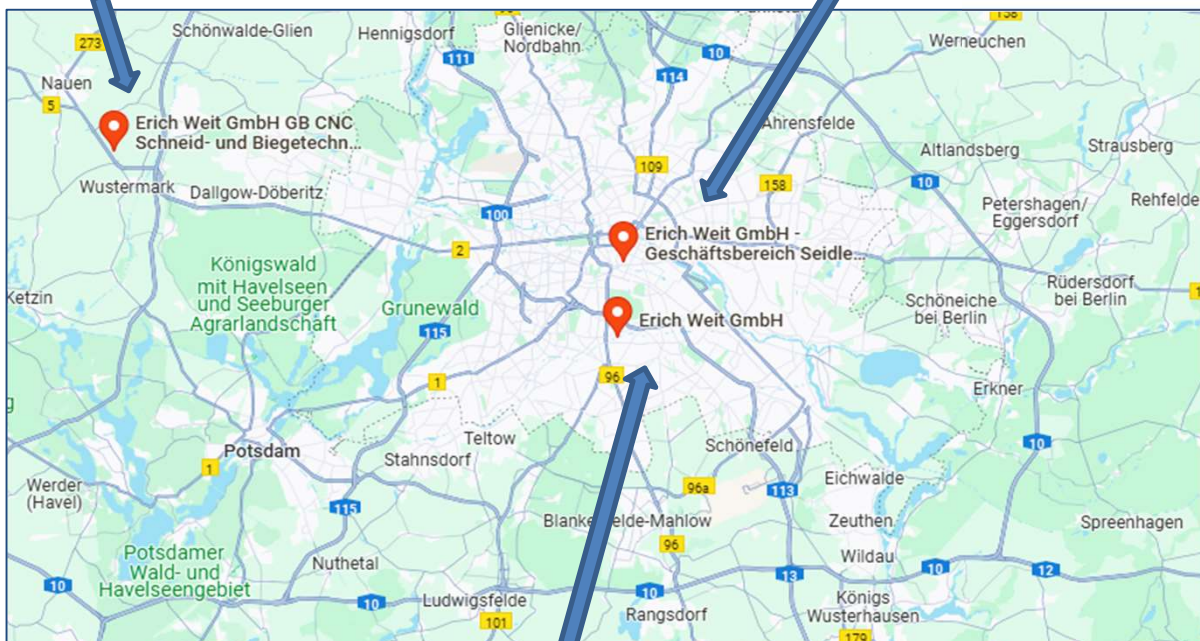 Schönwalde-Glien
Hennigsdorf
Glienicke/
Nordbahn
158
273
111
10
Werneuchen
114
Nauen
5
Erich Weit GmbH GB CNC
Schneid- und Biegetechn...
Ahrensfelde
Altlandsberg
Strausberg
109
158
10
Wustermark
Dallgow-Döberitz
Petershagen/
Eggersdorf
Rehfelde
100
2
Erich Weit GmbH -
Geschäftsbereich Seidle...
Königswald
mit Havelseen
und Seeburger
Agrarlandschaft
Ketzin
Grunewald
115
Rüdersdorf
bei Berlin
Schöneiche
bei Berlin
1
Erich Weit GmbH
96
1
Erkner
Potsdam
Teltow
Stahnsdorf
Schönefeld
10
1
Werder
(Havel)
115
96a
113
Eichwalde
Blankenfelde-Mahlow
Zeuthen
Spreenhagen
96
Wildau
Potsdamer
Wald- und
Havelseengebiet
Nuthetal
10
10
Ludwigsfelde
101
10
Rangsdorf
13
10
12
Königs
Wusterhausen
179